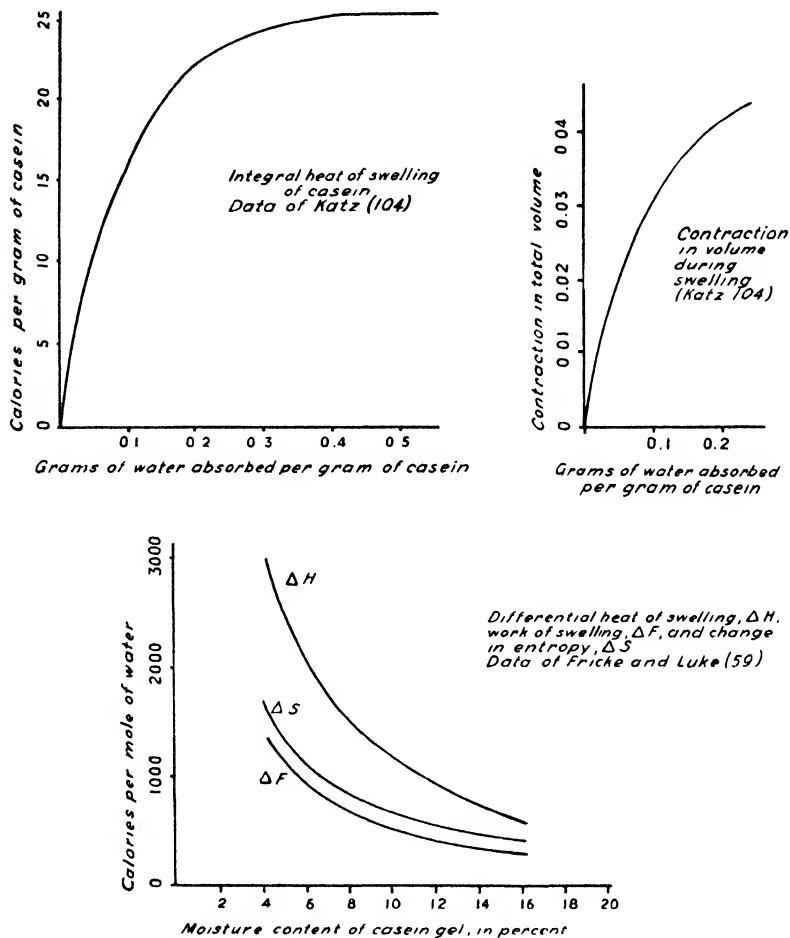 25
20
15
10
5
0
Calories per gram of casein
Integral heat of swelling
of casein
Data of Katz (104)
0 1
0 2
0.3
0.4
0 5
Grams of water absorbed per gram of casein
0 04
0.03
0.02
0 01
0
Contraction in total volume
Contraction
in volume
during
swelling
(Katz 104)
0.1
0.2
Grams of water absorbed
per gram of casein
3000
2000
1000
0
Calories per mole of water
Δ H
Δ S
Δ F
Differential heat of swelling, Δ H,
work of swelling, Δ F, and change
in entropy, Δ S
Data of Fricke and Luke (59)
2 4 6 8 10 12 14 16 18 20
Moisture content of casein gel, in percent